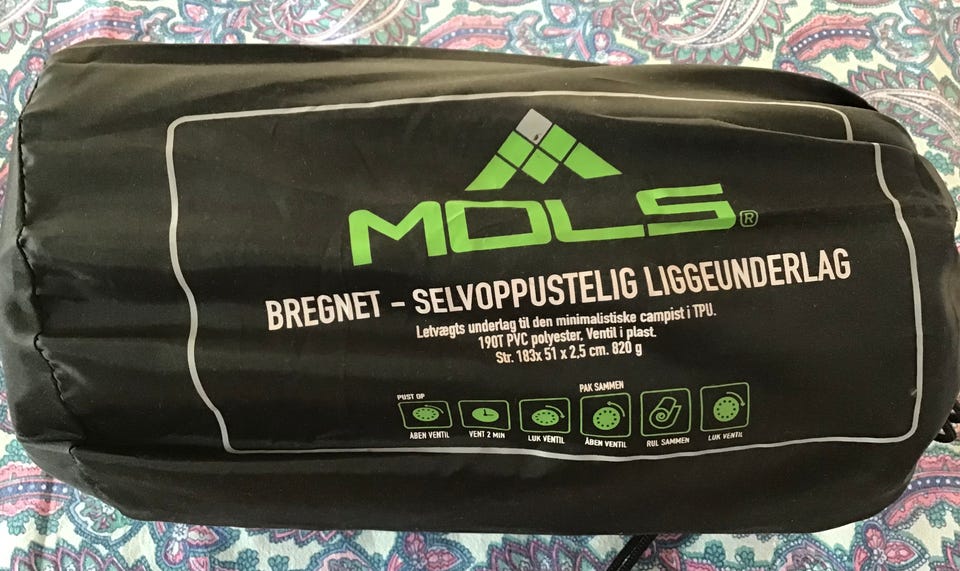 MOLS®
BREGNET - SELVOPPUSTELIG LIGGEUNDERLAG
Letvægts underlag til den minimalistiske campist i TPU.
190T PVC polyester, Ventil i plast.
Str. 183x 51 x 2,5 cm. 820 g
PUST OP
PAK SAMMEN
ÅBEN VENTIL VENT 2 MIN LUK VENTIL ÅBEN VENTIL RUL SAMMEN LUK VENTIL